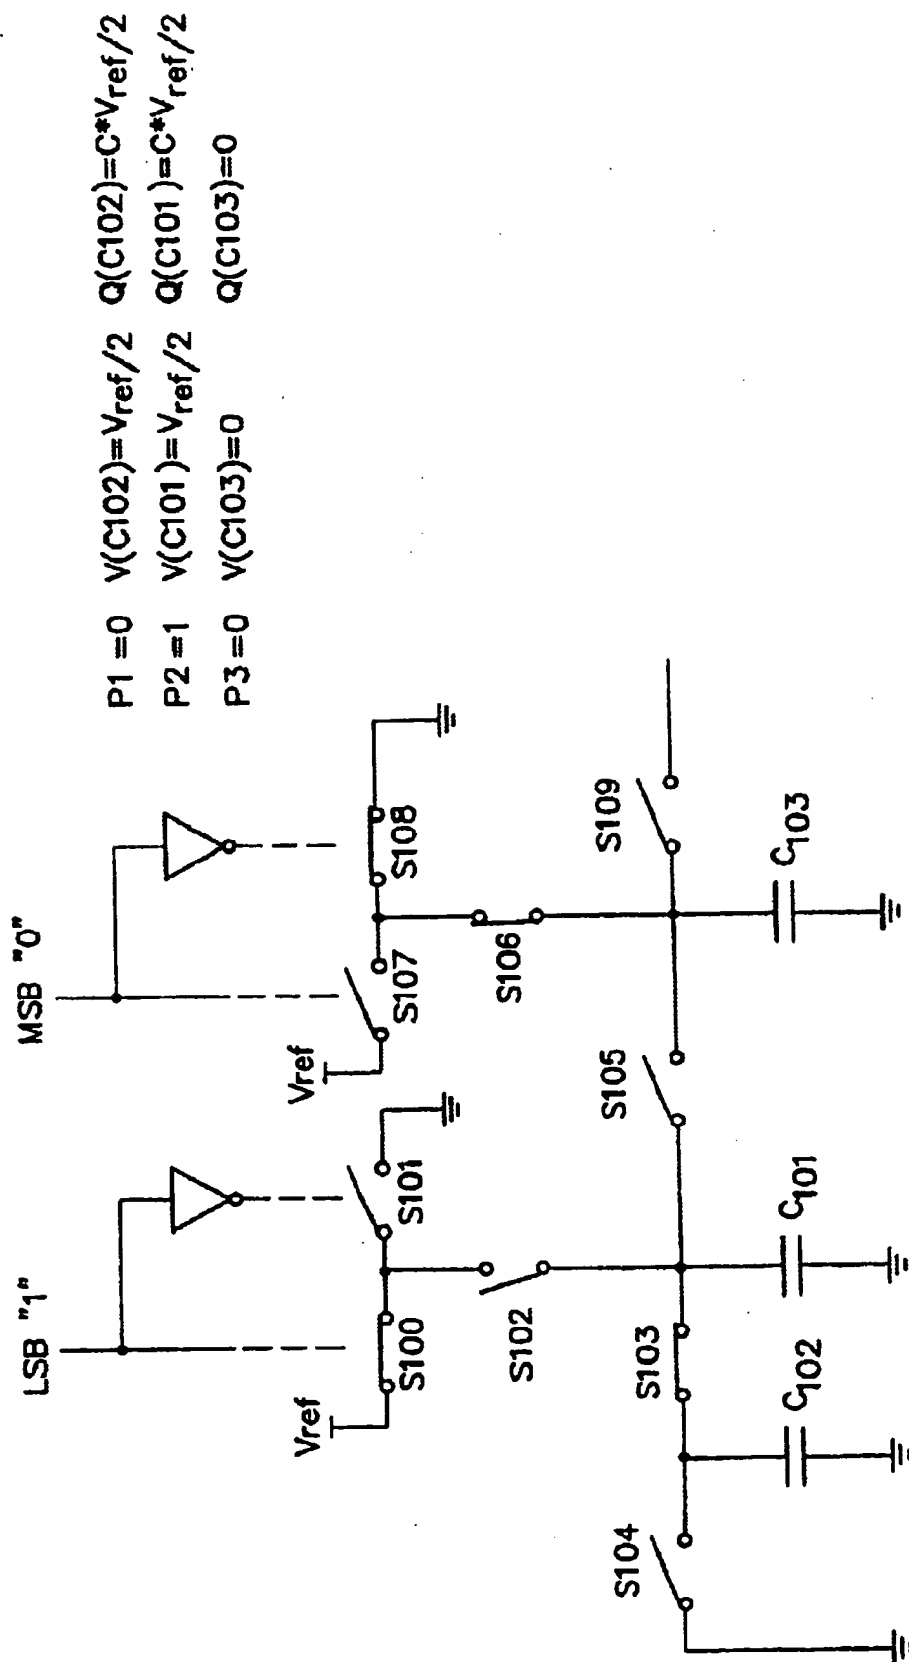 P1=0 V(C102)=Vref/2 Q(C102)=C*Vref/2
P2=1 V(C101)=Vref/2 Q(C101)=C*Vref/2
P3=0 V(C103)=0 Q(C103)=0
LSB "1"
MSB "0"
Vref
S100
S101
Vref
S107
S108
S102
S106
S104
S103
S105
S109
C102
C101
C103